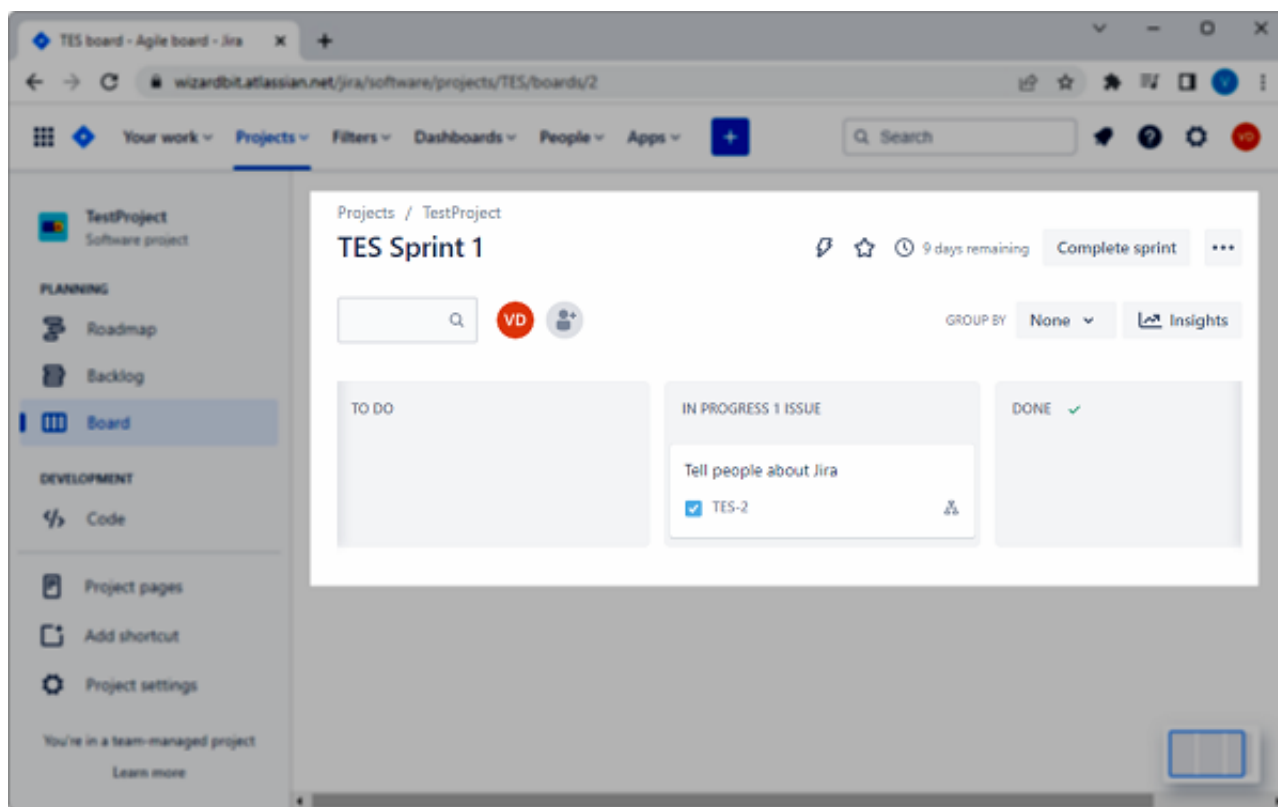 TES board - Agile board - Jira
wizardbit.atlassian.net/jira/software/projects/TES/boards/2
Your work Projects Filters Dashboards People Apps + Search VD
TestProject
Software project
PLANNING
Roadmap
Backlog
Board
DEVELOPMENT
Code
Project pages
Add shortcut
Project settings
You're in a team-managed project
Learn more
Projects / TestProject
TES Sprint 1
9 days remaining Complete sprint
VD GROUP BY None Insights
TO DO
IN PROGRESS 1 ISSUE
Tell people about Jira
TES-2
DONE